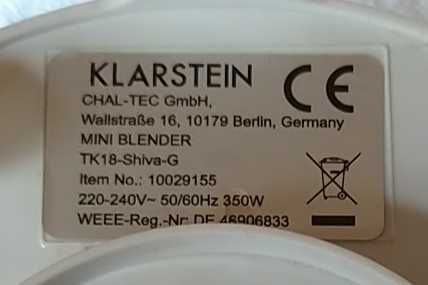 KLARSTEIN
CE
CHAL-TEC GmbH,
Wallstraße 16, 10179 Berlin, Germany
MINI BLENDER
TK18-Shiva-G
Item No.: 10029155
220-240V~ 50/60Hz 350W
WEEE-Reg.-Nr: DE 46906833